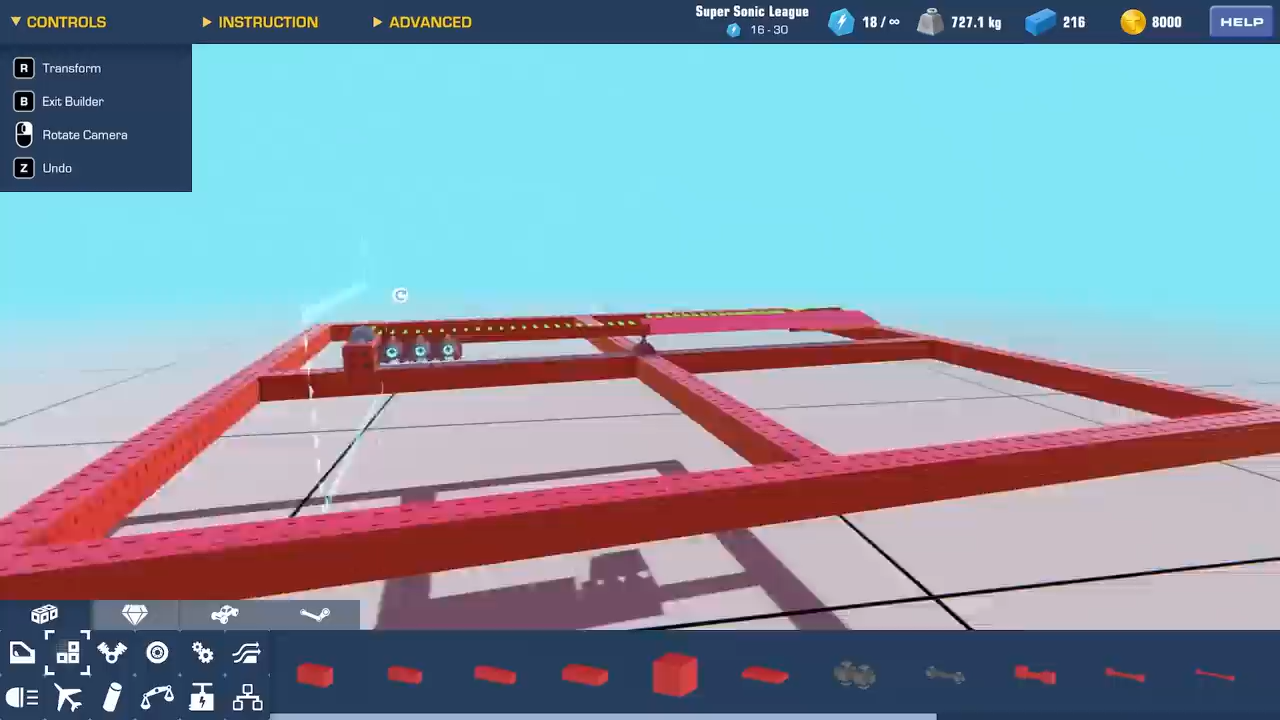 CONTROLS
INSTRUCTION
ADVANCED
Super Sonic League
16 - 30
18 / ∞
727.1 kg
216
8000
HELP
R Transform
B Exit Builder
Rotate Camera
Z Undo